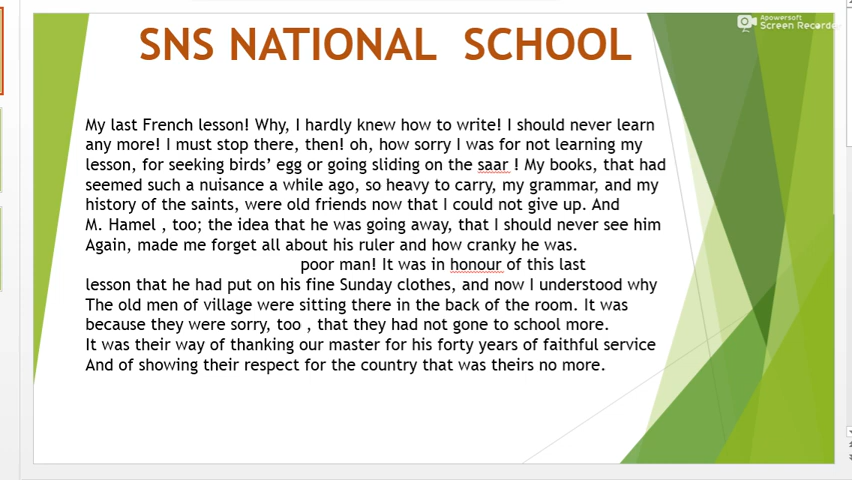 Apowersoft
Screen Recorder
SNS NATIONAL SCHOOL
My last French lesson! Why, I hardly knew how to write! I should never learn
any more! I must stop there, then! oh, how sorry I was for not learning my
lesson, for seeking birds’ egg or going sliding on the saar ! My books, that had
seemed such a nuisance a while ago, so heavy to carry, my grammar, and my
history of the saints, were old friends now that I could not give up. And
M. Hamel , too; the idea that he was going away, that I should never see him
Again, made me forget all about his ruler and how cranky he was.
poor man! It was in honour of this last
lesson that he had put on his fine Sunday clothes, and now I understood why
The old men of village were sitting there in the back of the room. It was
because they were sorry, too , that they had not gone to school more.
It was their way of thanking our master for his forty years of faithful service
And of showing their respect for the country that was theirs no more.